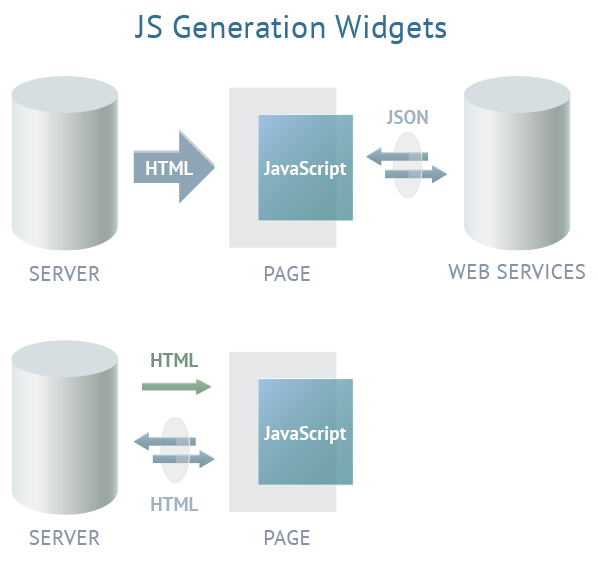 JS Generation Widgets
JSON
HTML
JavaScript
SERVER
PAGE
WEB SERVICES
HTML
JavaScript
HTML
SERVER
PAGE